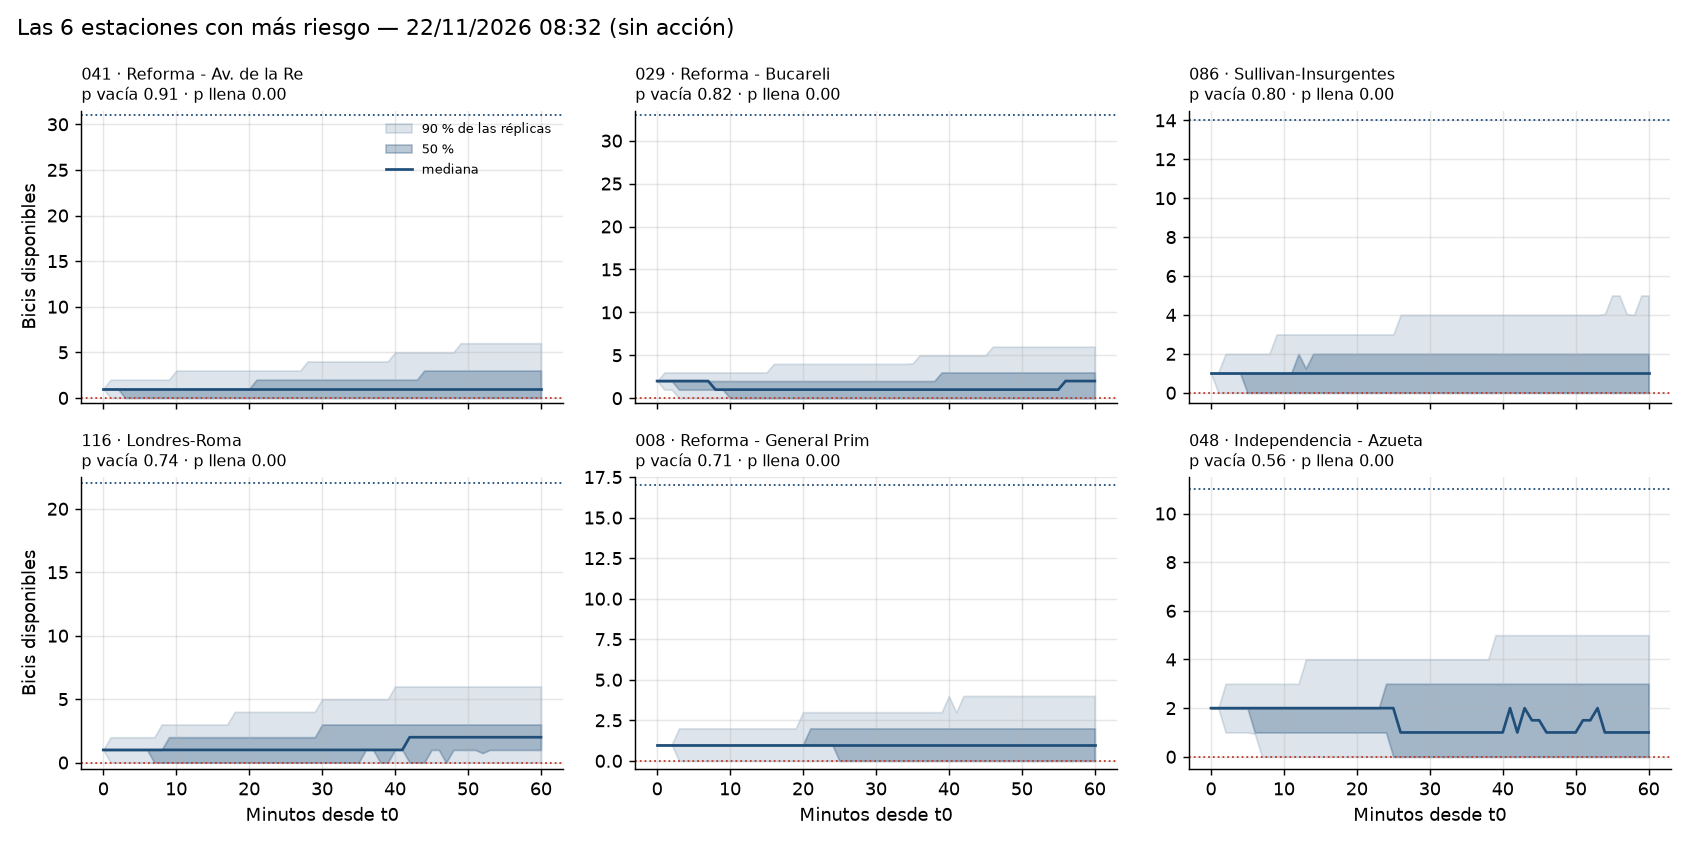 Las 6 estaciones con más riesgo — 22/11/2026 08:32 (sin acción)
041 · Reforma - Av. de la Re
p vacía 0.91 · p llena 0.00
30
25
20
15
10
5
0
Bicis disponibles
90 % de las réplicas
50 %
mediana
029 · Reforma - Bucareli
p vacía 0.82 · p llena 0.00
30
25
20
15
10
5
0
086 · Sullivan-Insurgentes
p vacía 0.80 · p llena 0.00
14
12
10
8
6
4
2
0
116 · Londres-Roma
p vacía 0.74 · p llena 0.00
20
15
10
5
0
Bicis disponibles
0 10 20 30 40 50 60
Minutos desde t0
008 · Reforma - General Prim
p vacía 0.71 · p llena 0.00
17.5
15.0
12.5
10.0
7.5
5.0
2.5
0.0
0 10 20 30 40 50 60
Minutos desde t0
048 · Independencia - Azueta
p vacía 0.56 · p llena 0.00
10
8
6
4
2
0
0 10 20 30 40 50 60
Minutos desde t0